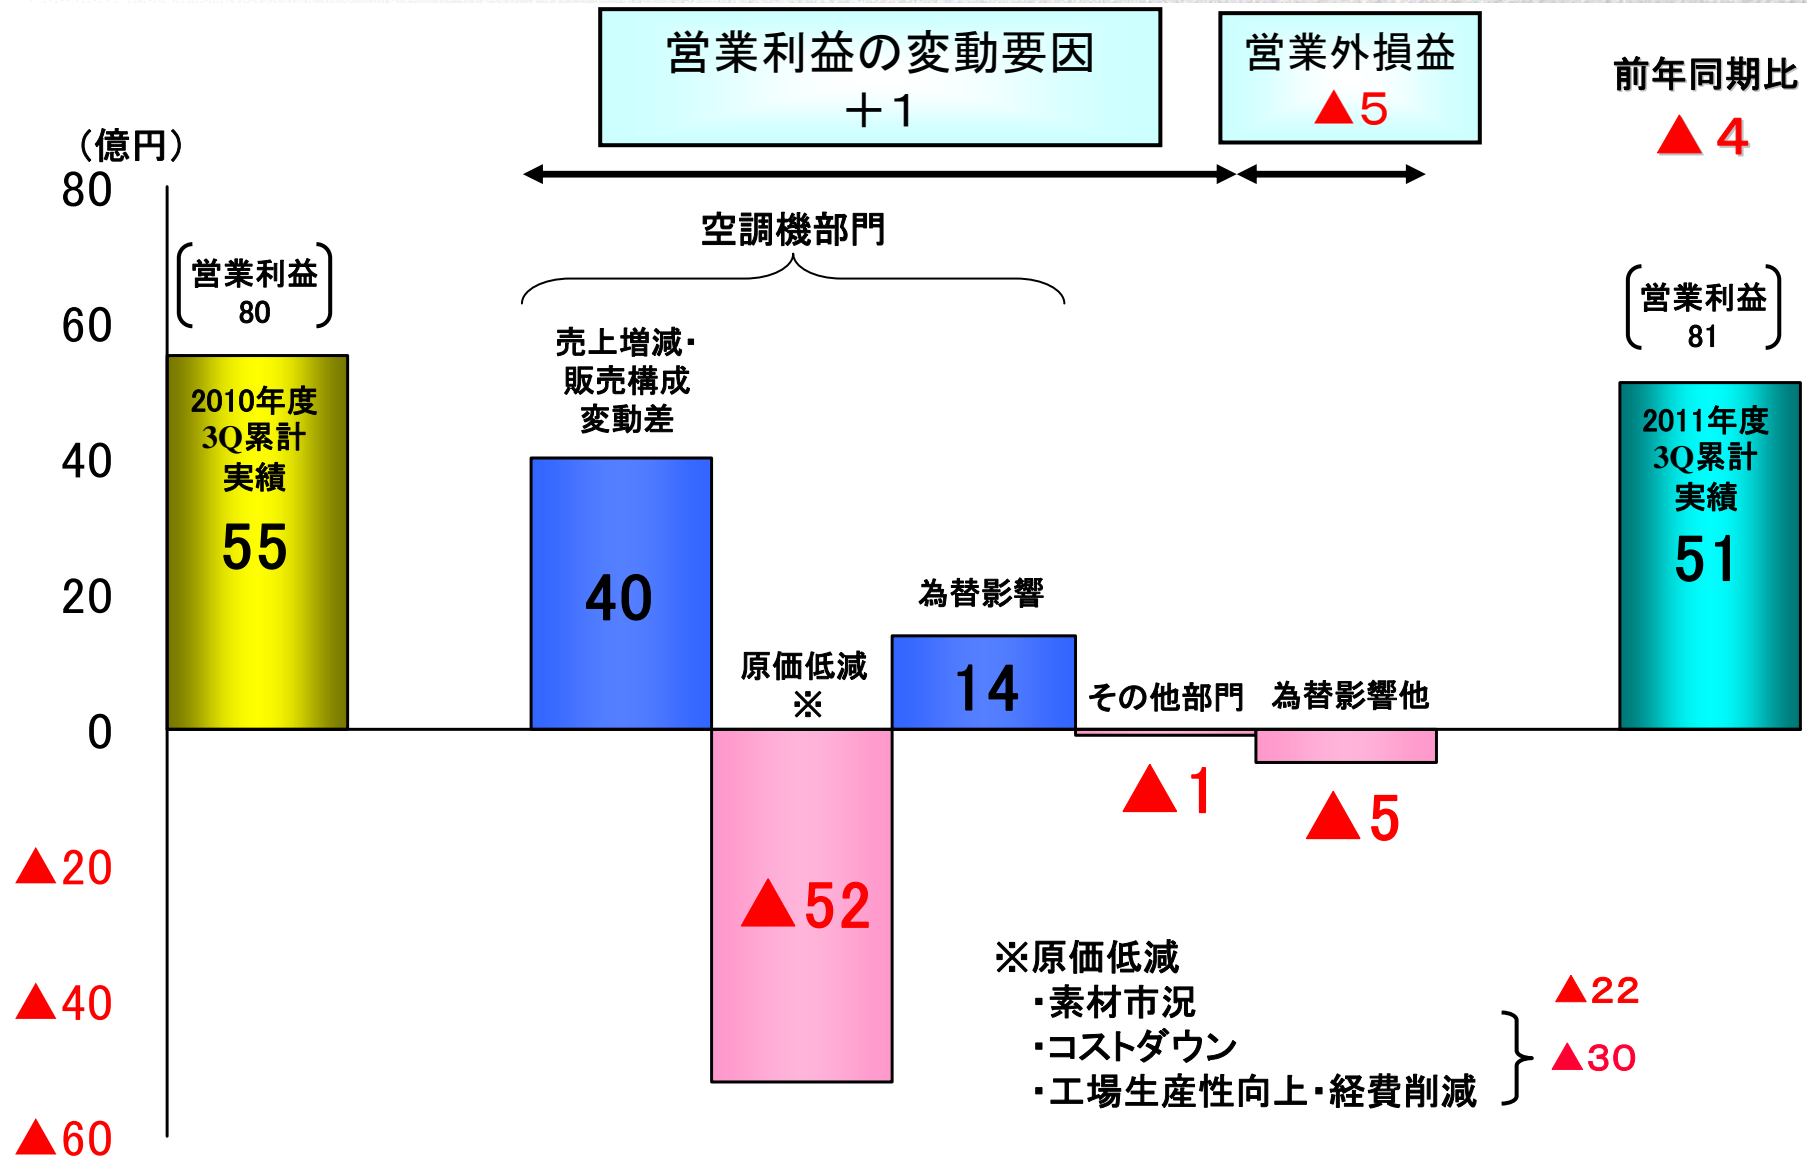 営業利益の変動要因
＋１
営業外損益
▲５
前年同期比
▲ 4
（億円）
80
60
40
20
0
▲20
▲40
▲60
営業利益
80
2010年度
3Q累計
実績
55
空調機部門
売上増減・
販売構成
変動差
40
原価低減
※
▲52
為替影響
14
その他部門
▲1
為替影響他
▲5
営業利益
81
2011年度
3Q累計
実績
51
※原価低減
・素材市況 ▲22
・コストダウン
・工場生産性向上・経費削減
▲30